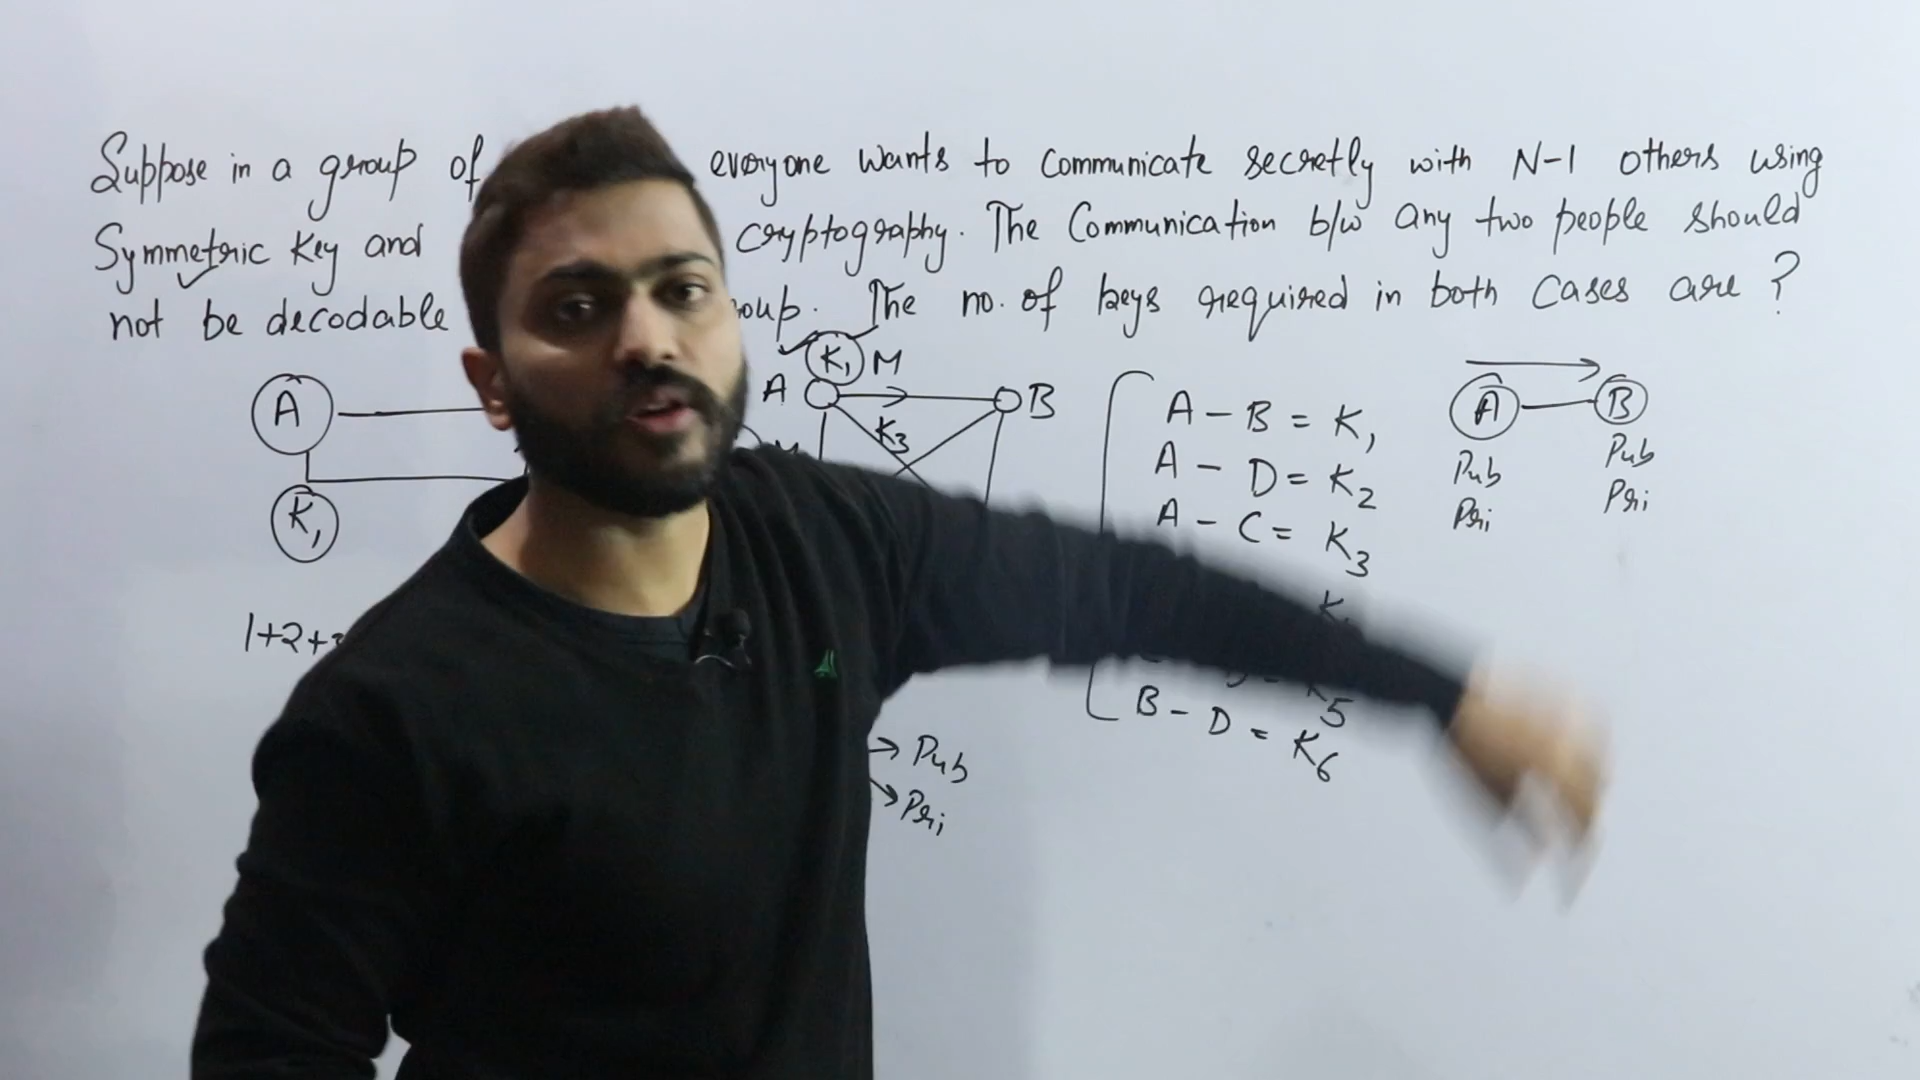 Suppose in a group of everyone wants to communicate secretly with N-1 others using
Symmetric Key and cryptography. The Communication b/w any two people should
not be decodable oup. The no. of keys required in both Cases are ?
K₁ M
A B
K₃
A
K₁
A - B = K₁
A - D = K₂
A - C = K₃
K
K5
B - D = K₆
A B
Pub Pub
Pri Pri
1+2+
→ Pub
→ Pri